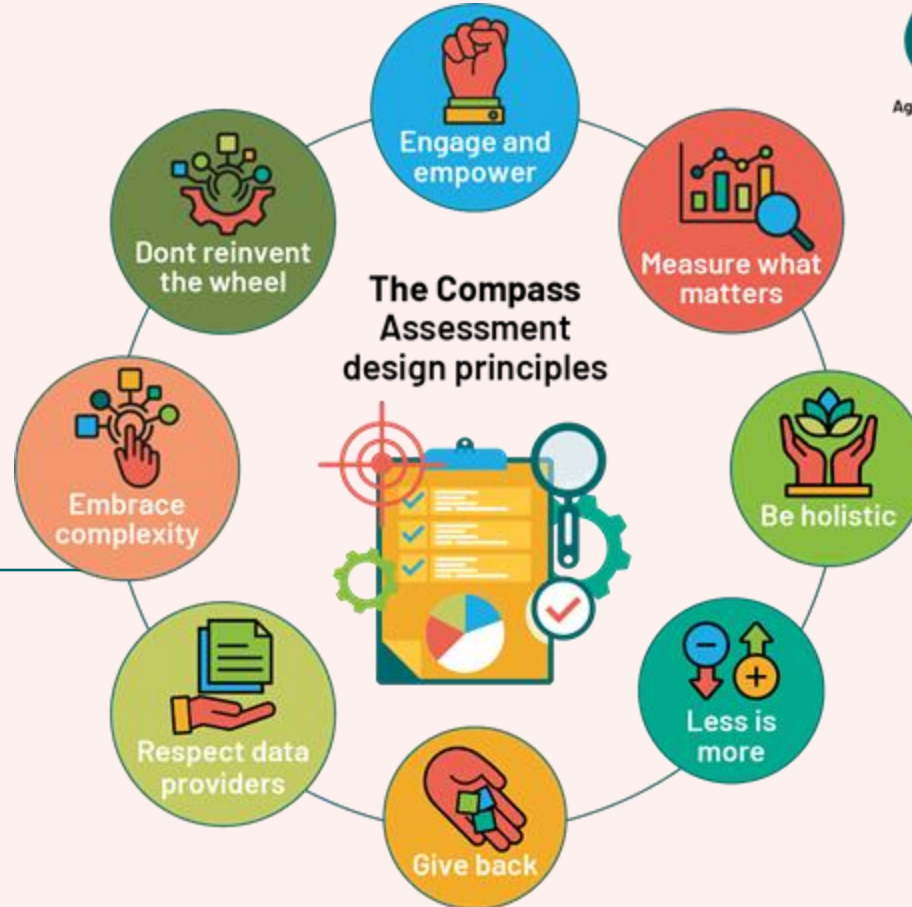 The Compass
Assessment
design principles
Engage and
empower
Measure what
matters
Be holistic
Less is
more
Give back
Respect data
providers
Embrace
complexity
Dont reinvent
the wheel